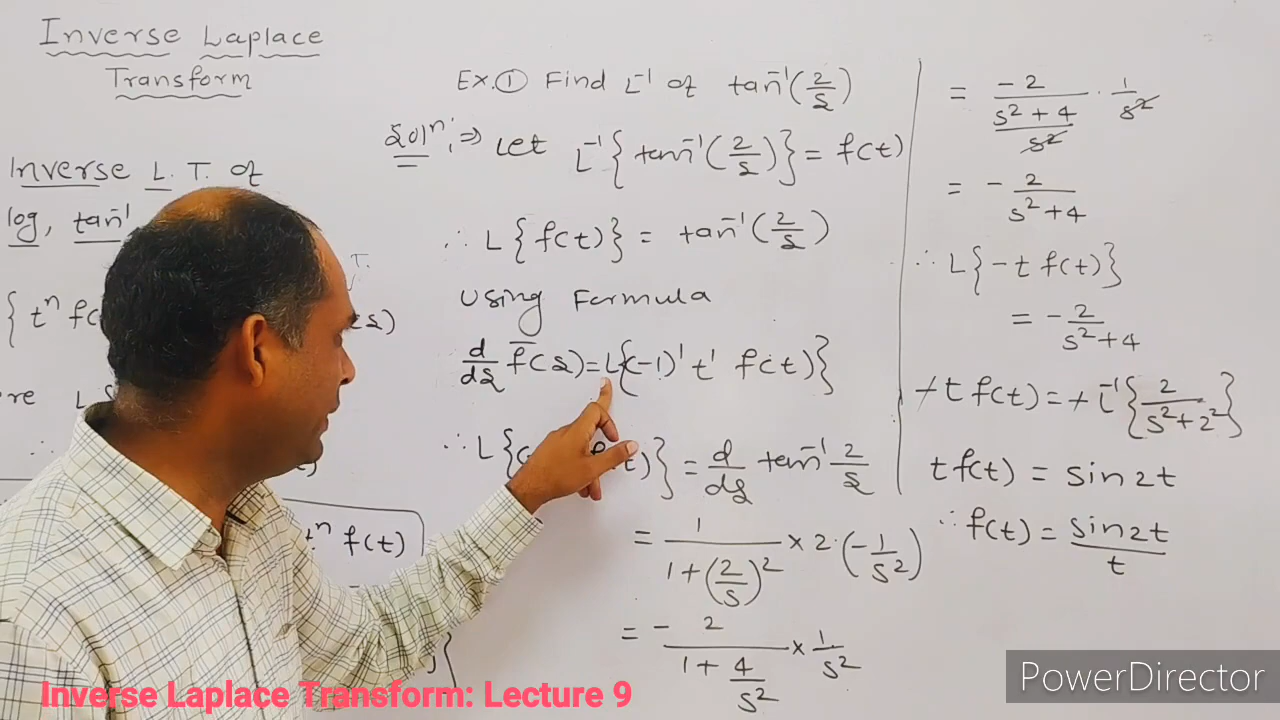 Inverse Laplace
Transform
Inverse L. T. of
log, tan⁻¹
T.
{ tⁿ f(
(s)
re L
∴
tⁿ f(t)
Ex. ① Find L⁻¹ of tan⁻¹(2/s)
Solⁿ: ⇒ Let L⁻¹{tan⁻¹(2/s)} = f(t)
∴ L{f(t)} = tan⁻¹(2/s)
Using Formula
d/ds f̄(s) = L{(-1)¹ t¹ f(t)}
∴ L{ f(t)} = d/ds tan⁻¹ 2/s
= 1/(1+(2/s)²) × 2·(-1/s²)
= - 2/(1+4/s²) × 1/s²
= -2/((s²+4)/s²) · 1/s²
= - 2/(s²+4)
∴ L{-t f(t)}
= - 2/(s²+4)
+t f(t) = + L⁻¹{2/(s²+2²)}
t f(t) = sin2t
∴ f(t) = sin2t/t
Inverse Laplace Transform: Lecture 9
PowerDirector